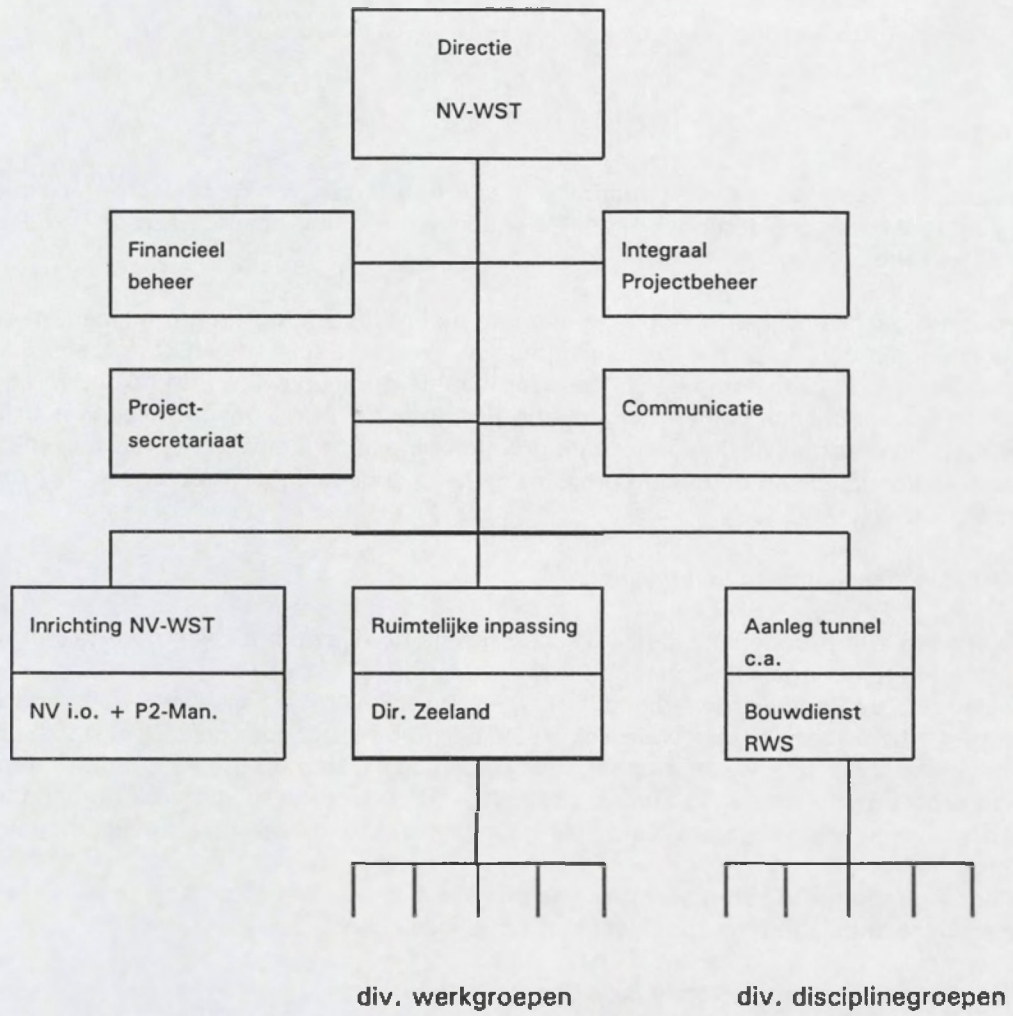 Directie
NV-WST
Financieel
beheer
Integraal
Projectbeheer
Project-
secretariaat
Communicatie
Inrichting NV-WST
NV i.o. + P2-Man.
Ruimtelijke inpassing
Dir. Zeeland
Aanleg tunnel
c.a.
Bouwdienst
RWS
div. werkgroepen
div. disciplinegroepen